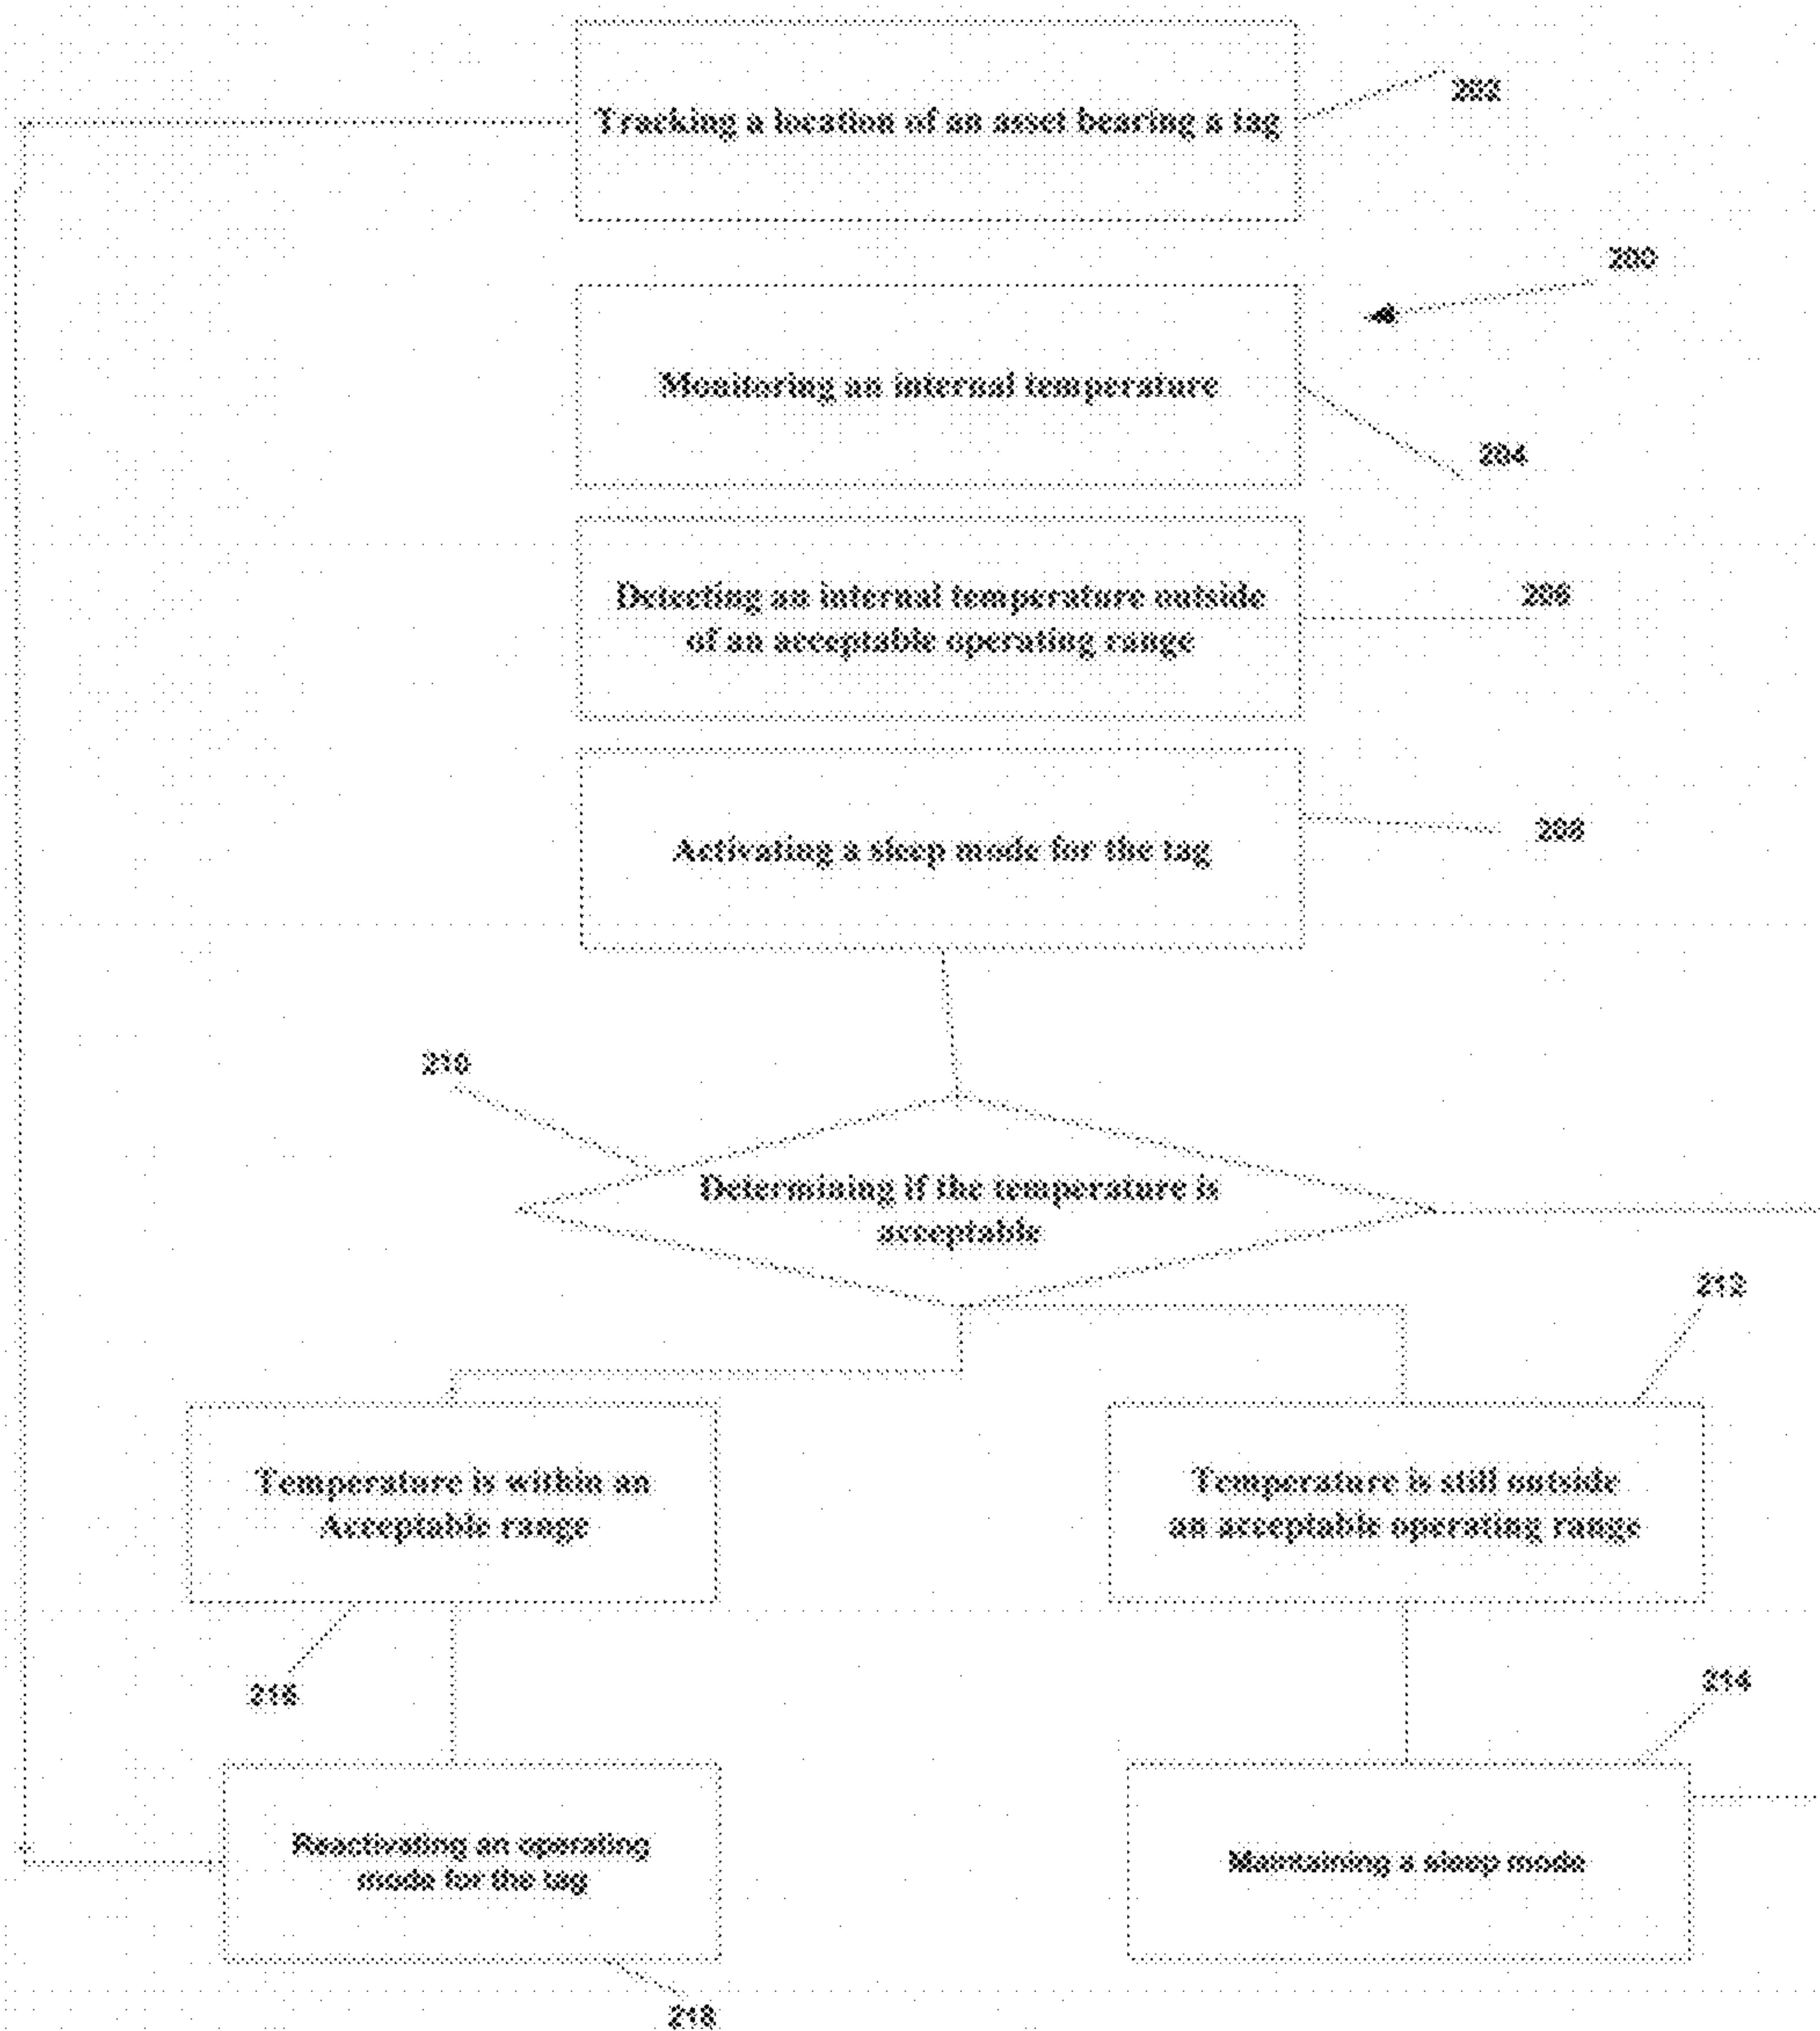 202
Tracking a location of an asset bearing a tag
200
Monitoring an internal temperature
204
Detecting an internal temperature outside
of an acceptable operating range
206
Activating a sleep mode for the tag
208
210
Determining if the temperature is
acceptable
212
Temperature is within an
Acceptable range
Temperature is still outside
an acceptable operating range
216
214
Reactivating an operating
mode for the tag
Maintaining a sleep mode
218